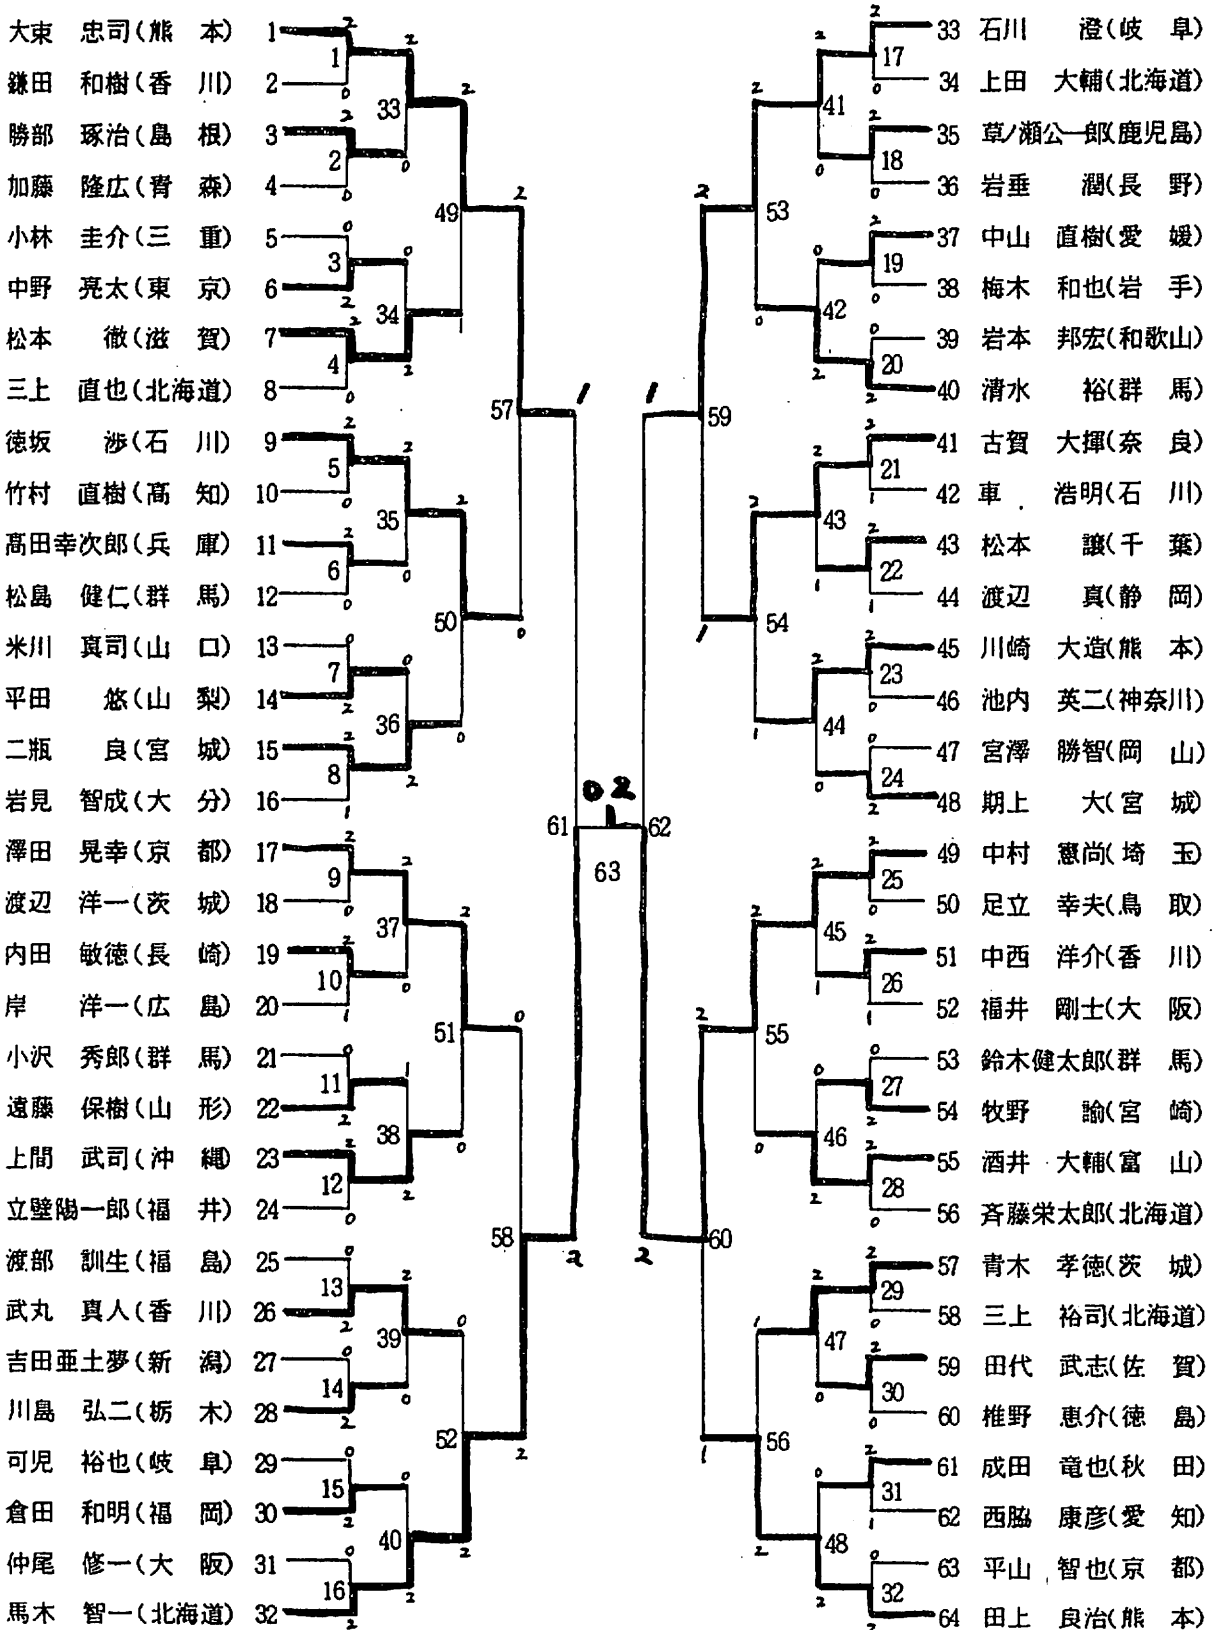 大束 忠司(熊 本) 1
鎌田 和樹(香 川) 2
勝部 琢治(島 根) 3
加藤 隆広(青 森) 4
小林 圭介(三 重) 5
中野 亮太(東 京) 6
松本 徹(滋 賀) 7
三上 直也(北海道) 8
徳坂 渉(石 川) 9
竹村 直樹(高 知) 10
髙田幸次郎(兵 庫) 11
松島 健仁(群 馬) 12
米川 真司(山 口) 13
平田 悠(山 梨) 14
二瓶 良(宮 城) 15
岩見 智成(大 分) 16
澤田 晃幸(京 都) 17
渡辺 洋一(茨 城) 18
内田 敏徳(長 崎) 19
岸 洋一(広 島) 20
小沢 秀郎(群 馬) 21
遠藤 保樹(山 形) 22
上間 武司(沖 縄) 23
立壁陽一郎(福 井) 24
渡部 訓生(福 島) 25
武丸 真人(香 川) 26
吉田亜土夢(新 潟) 27
川島 弘二(栃 木) 28
可児 裕也(岐 阜) 29
倉田 和明(福 岡) 30
仲尾 修一(大 阪) 31
馬木 智一(北海道) 32
1
2
3
4
5
6
7
8
9
10
11
12
13
14
15
16
33
34
35
36
37
38
39
40
49
50
51
52
57
58
61
0 2
63
62
59
60
53
54
55
56
41
42
43
44
45
46
47
48
17
18
19
20
21
22
23
24
25
26
27
28
29
30
31
32
33 石川 澄(岐 阜)
34 上田 大輔(北海道)
35 草ノ瀬公一郎(鹿児島)
36 岩垂 潤(長 野)
37 中山 直樹(愛 媛)
38 梅木 和也(岩 手)
39 岩本 邦宏(和歌山)
40 清水 裕(群 馬)
41 古賀 大揮(奈 良)
42 車 浩明(石 川)
43 松本 譲(千 葉)
44 渡辺 真(静 岡)
45 川崎 大造(熊 本)
46 池内 英二(神奈川)
47 宮澤 勝智(岡 山)
48 期上 大(宮 城)
49 中村 憲尚(埼 玉)
50 足立 幸夫(鳥 取)
51 中西 洋介(香 川)
52 福井 剛士(大 阪)
53 鈴木健太郎(群 馬)
54 牧野 諭(宮 崎)
55 酒井 大輔(富 山)
56 斉藤栄太郎(北海道)
57 青木 孝徳(茨 城)
58 三上 裕司(北海道)
59 田代 武志(佐 賀)
60 椎野 恵介(徳 島)
61 成田 竜也(秋 田)
62 西脇 康彦(愛 知)
63 平山 智也(京 都)
64 田上 良治(熊 本)